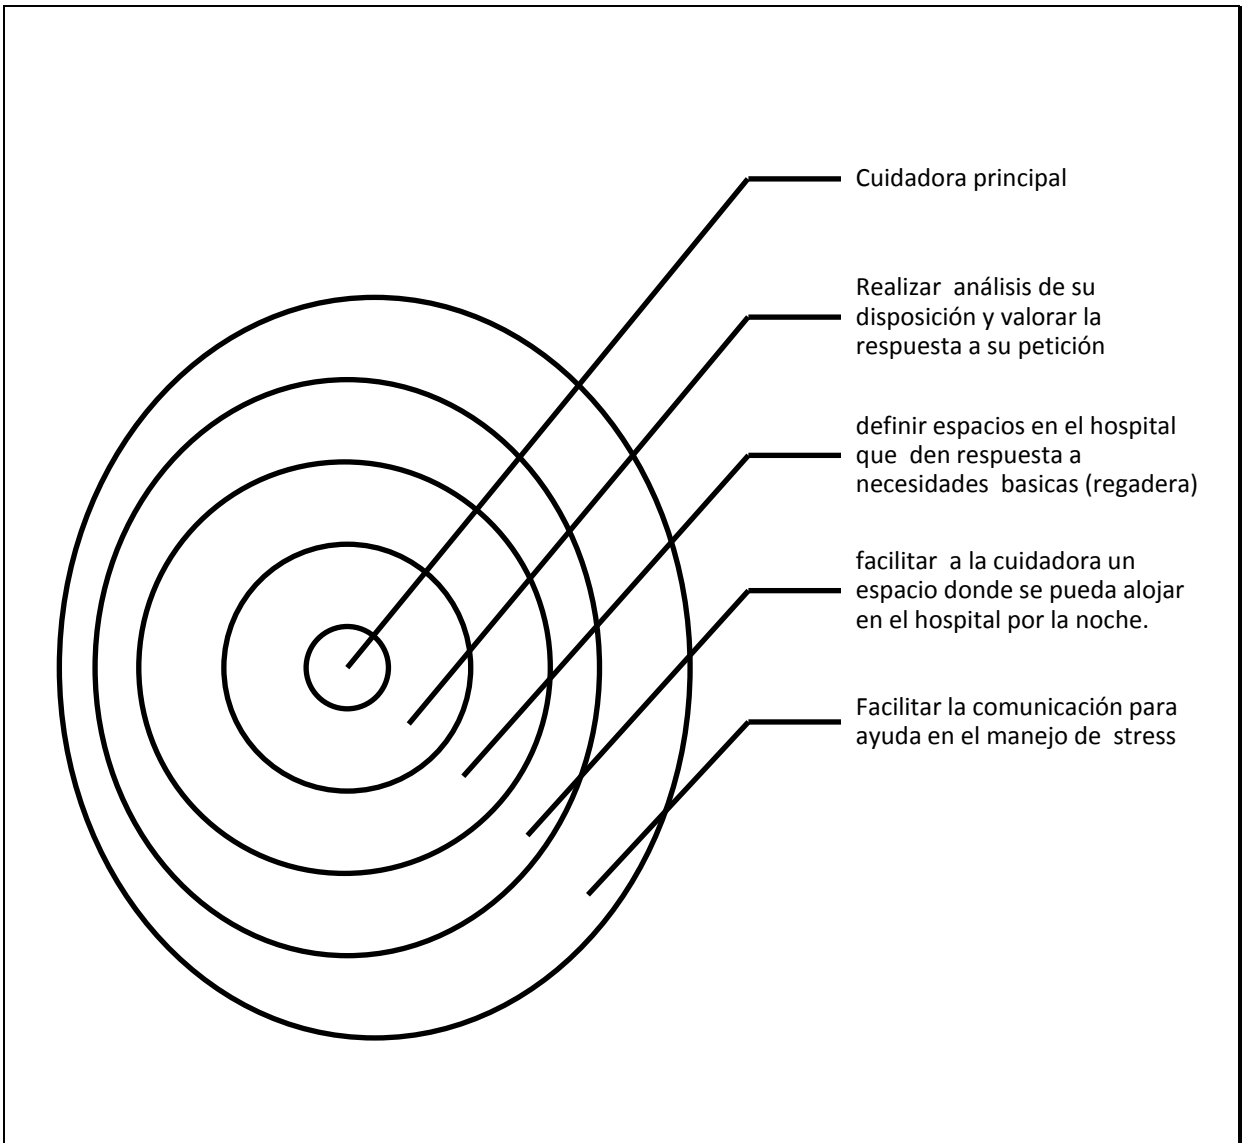 Cuidadora principal
Realizar  análisis de su
disposición y valorar la
respuesta a su petición
definir espacios en el hospital
que  den respuesta a
necesidades  basicas (regadera)
facilitar  a la cuidadora un
espacio donde se pueda alojar
en el hospital por la noche.
Facilitar la comunicación para
ayuda en el manejo de  stress